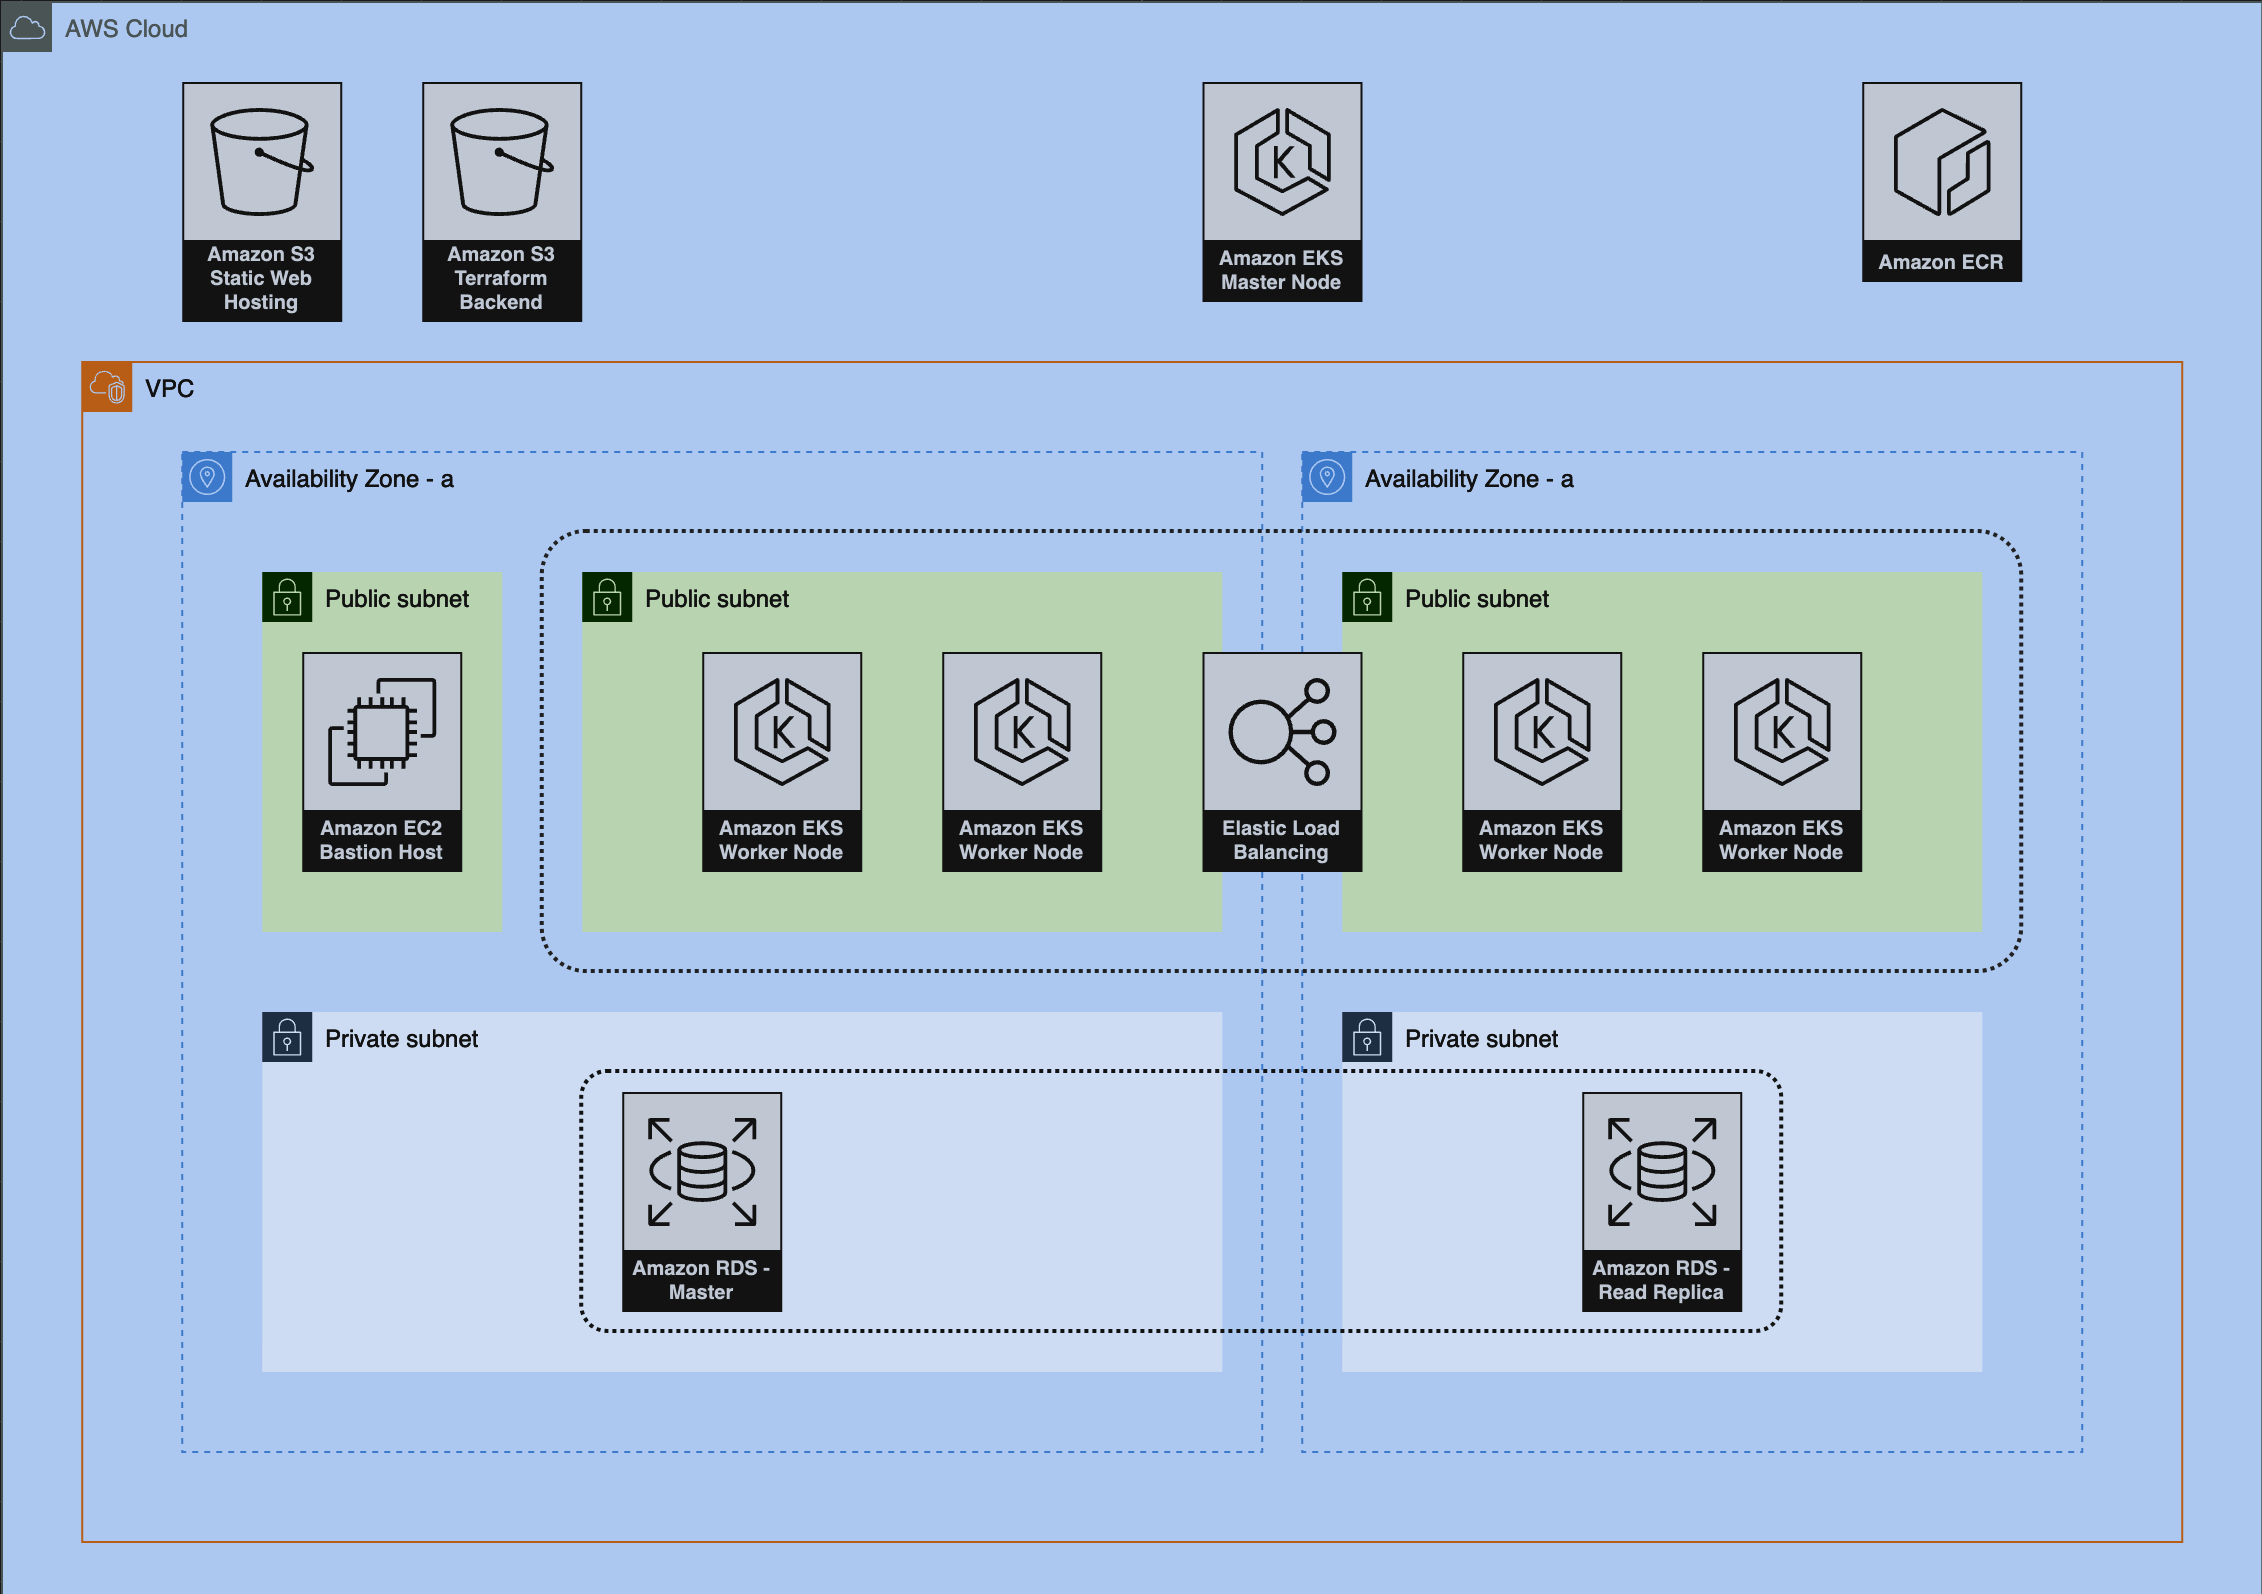 AWS Cloud
Amazon S3
Static Web
Hosting
Amazon S3
Terraform
Backend
Amazon EKS
Master Node
Amazon ECR
VPC
Availability Zone - a
Availability Zone - a
Public subnet
Public subnet
Public subnet
K
K
K
K
K
Amazon EC2
Bastion Host
Amazon EKS
Worker Node
Amazon EKS
Worker Node
Elastic Load
Balancing
Amazon EKS
Worker Node
Amazon EKS
Worker Node
Private subnet
Private subnet
Amazon RDS -
Master
Amazon RDS -
Read Replica